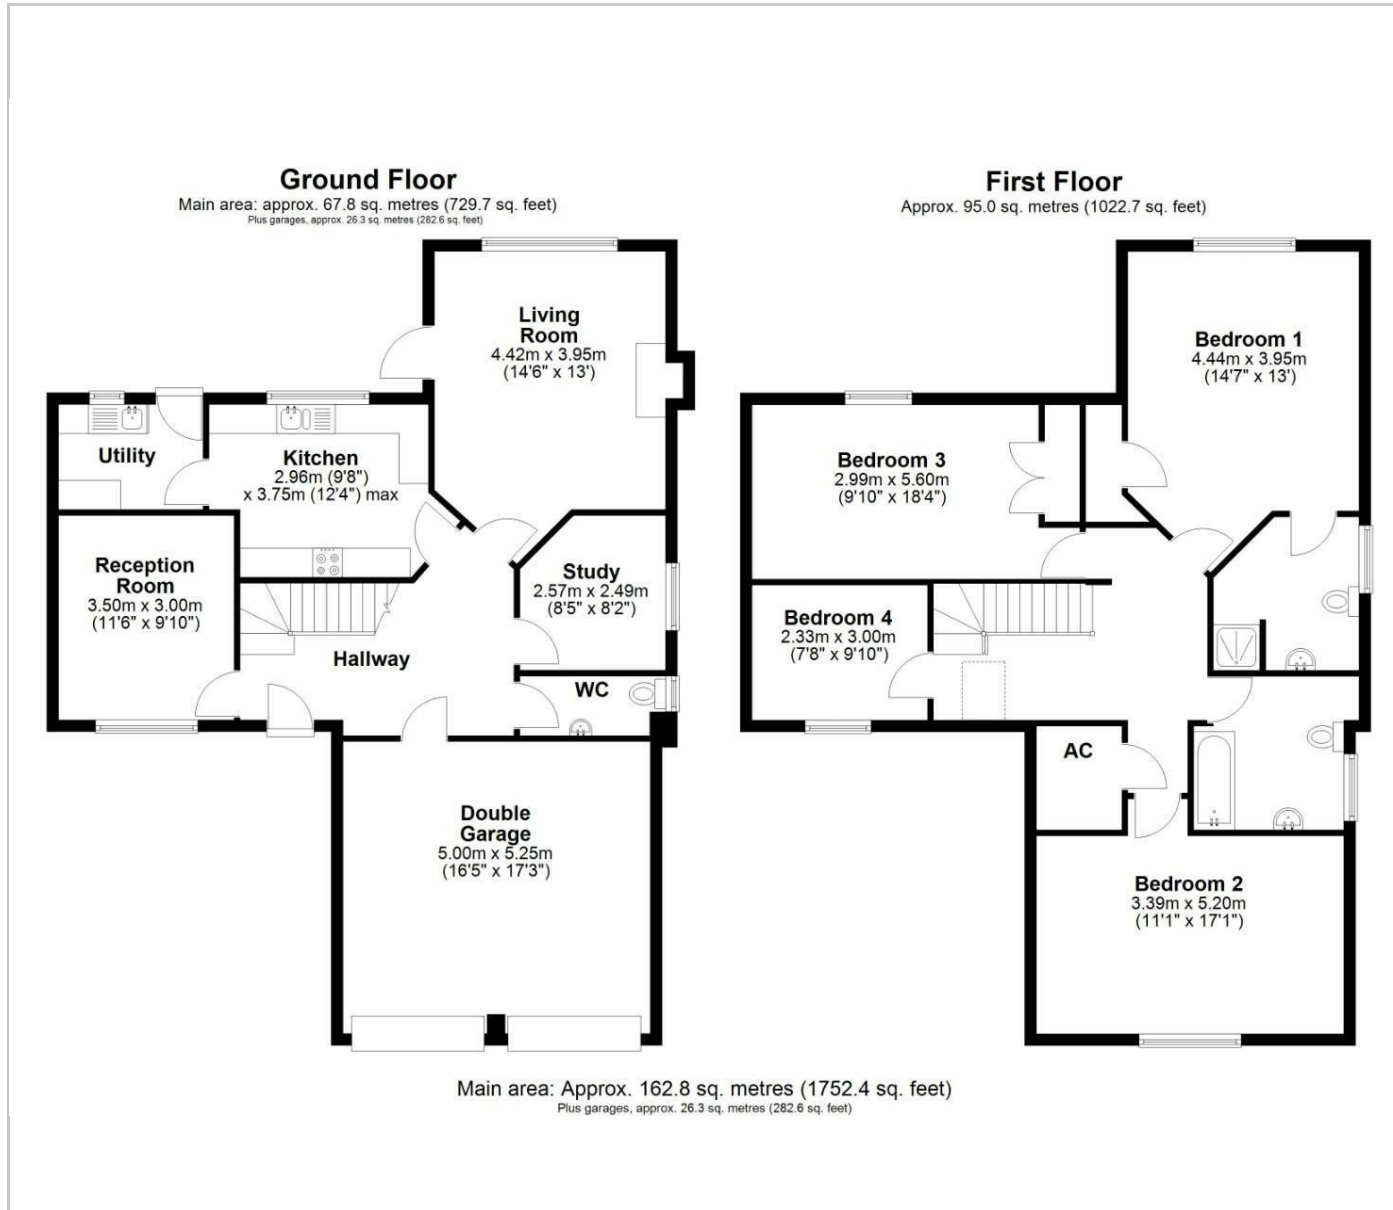 Ground Floor
Main area: approx. 67.8 sq. metres (729.7 sq. feet)
Plus garages, approx. 26.3 sq. metres (282.6 sq. feet)
Living
Room
4.42m x 3.95m
(14'6" x 13')
Utility
Kitchen
2.96m (9'8")
x 3.75m (12'4") max
Reception
Room
3.50m x 3.00m
(11'6" x 9'10")
Study
2.57m x 2.49m
(8'5" x 8'2")
Hallway
WC
Double
Garage
5.00m x 5.25m
(16'5" x 17'3")
First Floor
Approx. 95.0 sq. metres (1022.7 sq. feet)
Bedroom 1
4.44m x 3.95m
(14'7" x 13')
Bedroom 3
2.99m x 5.60m
(9'10" x 18'4")
Bedroom 4
2.33m x 3.00m
(7'8" x 9'10")
AC
Bedroom 2
3.39m x 5.20m
(11'1" x 17'1")
Main area: Approx. 162.8 sq. metres (1752.4 sq. feet)
Plus garages, approx. 26.3 sq. metres (282.6 sq. feet)